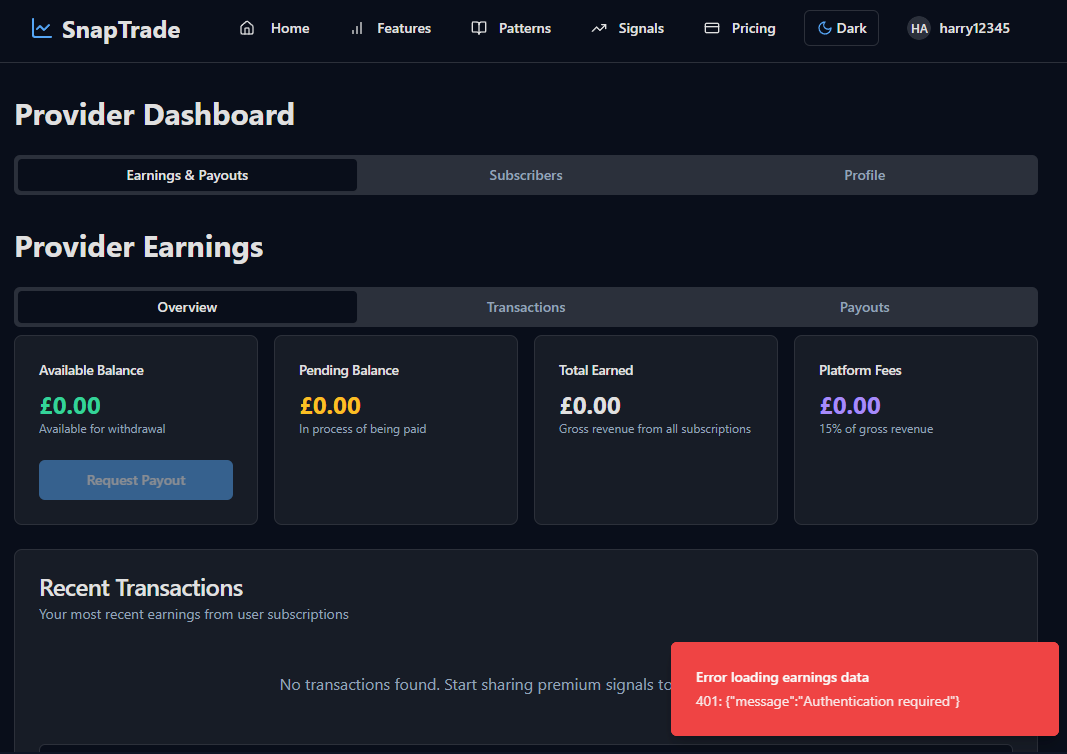 SnapTrade Home Features Patterns Signals Pricing Dark HA harry12345
Provider Dashboard
Earnings & Payouts Subscribers Profile
Provider Earnings
Overview Transactions Payouts
Available Balance
£0.00
Available for withdrawal
Request Payout
Pending Balance
£0.00
In process of being paid
Total Earned
£0.00
Gross revenue from all subscriptions
Platform Fees
£0.00
15% of gross revenue
Recent Transactions
Your most recent earnings from user subscriptions
No transactions found. Start sharing premium signals to
Error loading earnings data
401: {"message":"Authentication required"}